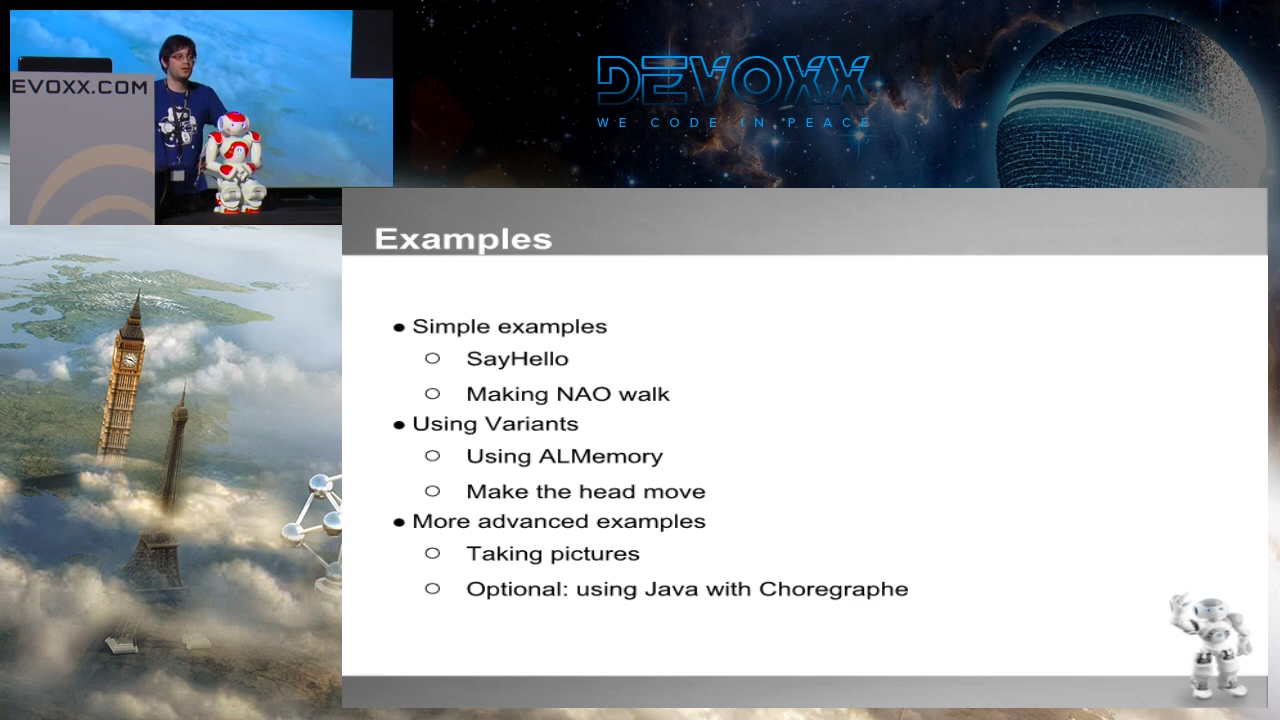 EVOXX.COM
DEVOXX
WE CODE IN PEACE
Examples
● Simple examples
○ SayHello
○ Making NAO walk
● Using Variants
○ Using ALMemory
○ Make the head move
● More advanced examples
○ Taking pictures
○ Optional: using Java with Choregraphe